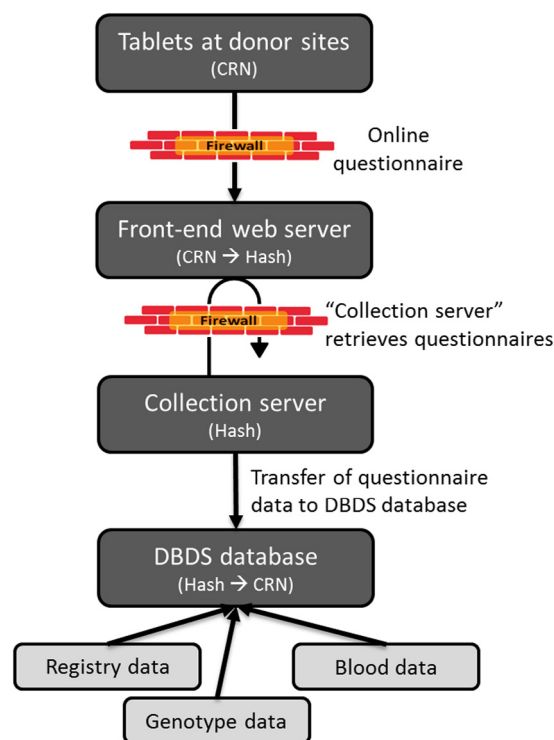 Tablets at donor sites
(CRN)
Firewall
Online
questionnaire
Front-end web server
(CRN → Hash)
Firewall
“Collection server”
retrieves questionnaires
Collection server
(Hash)
Transfer of questionnaire
data to DBDS database
DBDS database
(Hash → CRN)
Registry data
Blood data
Genotype data